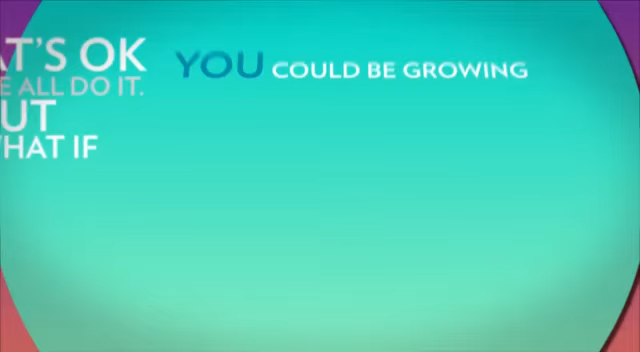 AT'S OK
E ALL DO IT.
UT
HAT IF
YOU COULD BE GROWING